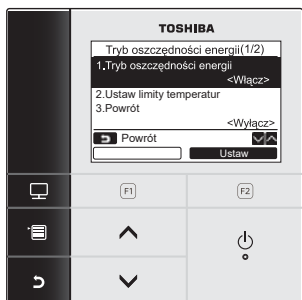 TOSHIBA
Tryb oszczędności energii(1/2)
1.Tryb oszczędności energii
<Włącz>
2.Ustaw limity temperatur
3.Powrót
<Wyłącz>
Powrót
Ustaw
F1
F2